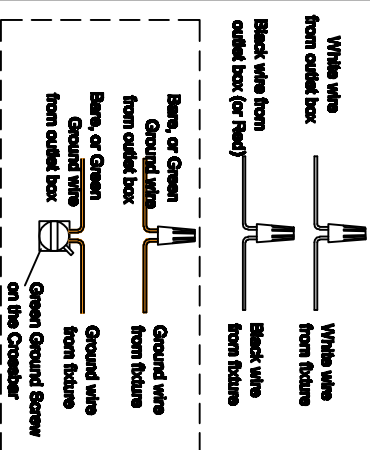 White wire
from outlet box
White wire
from fixture
Black wire from
outlet box (or Red)
Black wire
from fixture
Bare, or Green
Ground wire
from outlet box
Ground wire
from fixture
Bare, or Green
Ground wire
from outlet box
Ground wire
from fixture
Green Ground Screw
on the Crossbar